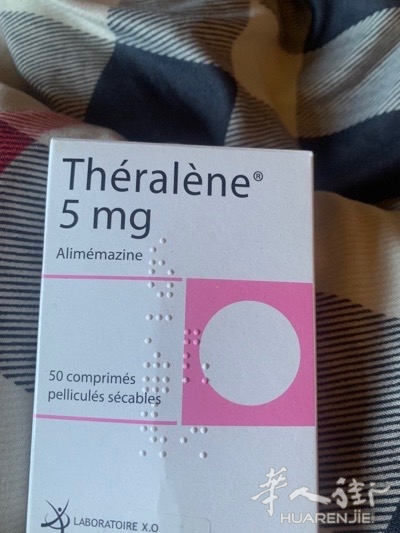 Théralène®
5 mg
Alimémazine
50 comprimés
pelliculés sécables
LABORATOIRE X.O
華人街
HUARENJIE